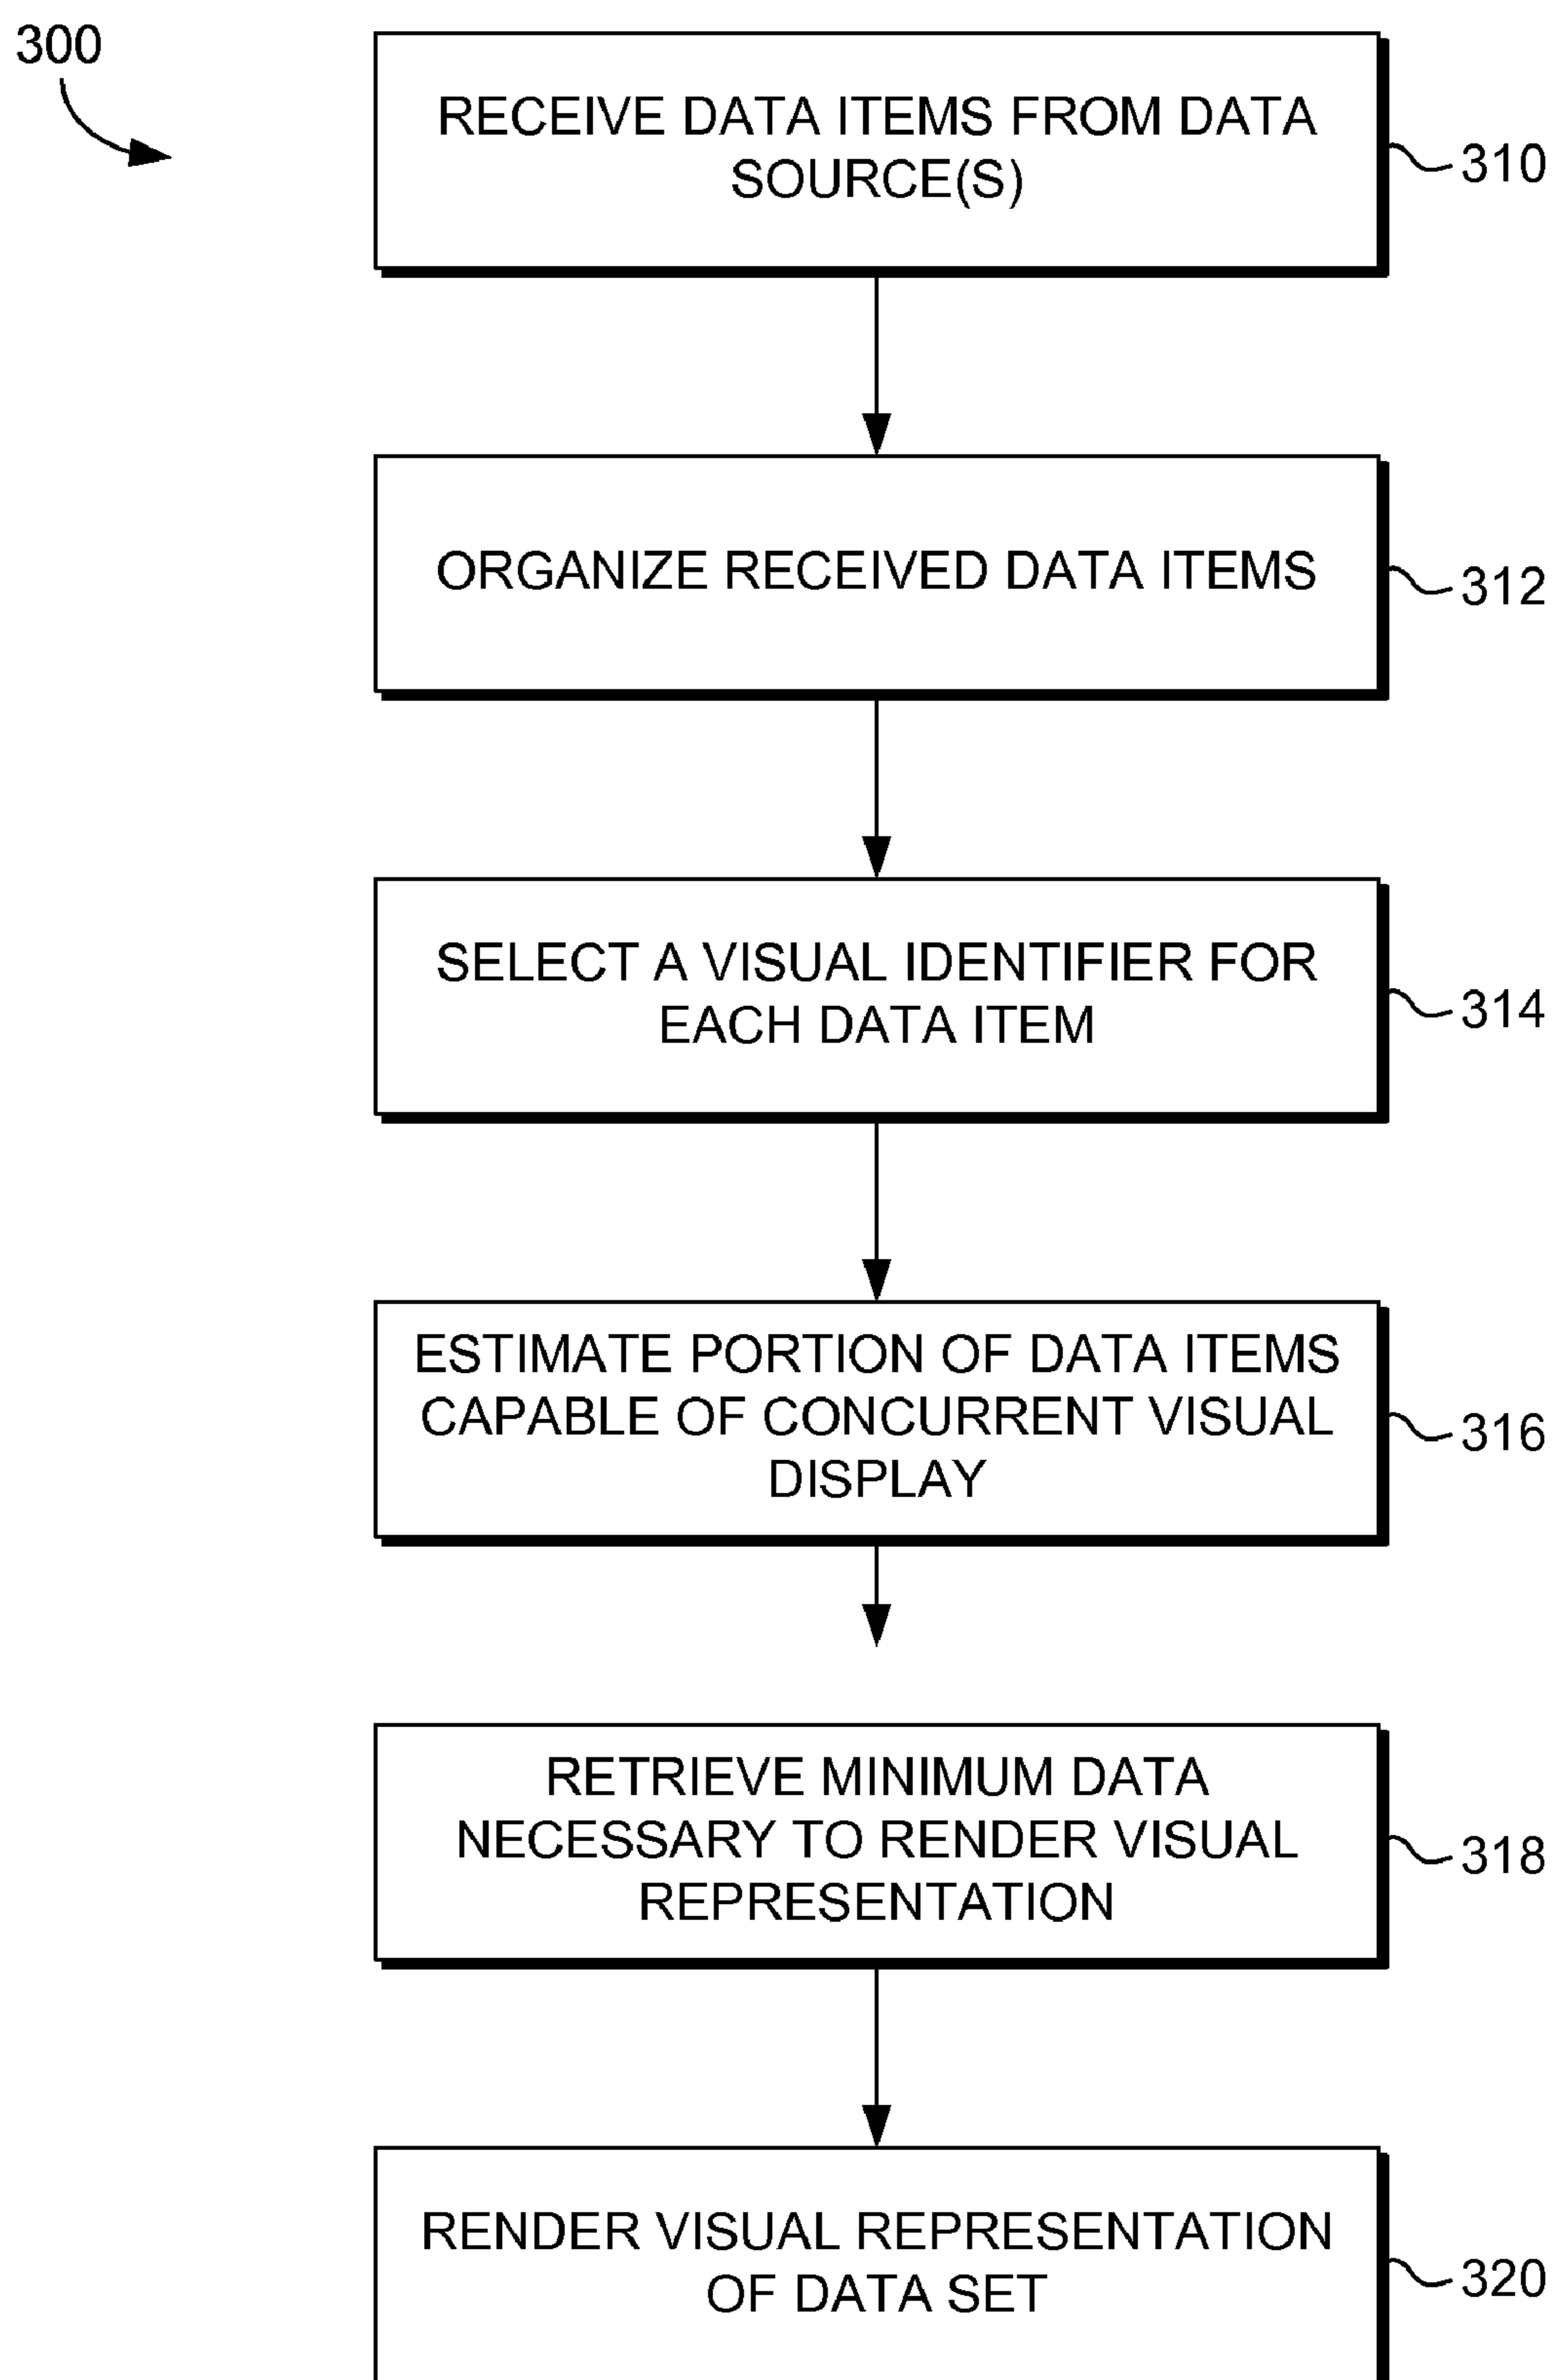 300
RECEIVE DATA ITEMS FROM DATA
SOURCE(S)
310
ORGANIZE RECEIVED DATA ITEMS
312
SELECT A VISUAL IDENTIFIER FOR
EACH DATA ITEM
314
ESTIMATE PORTION OF DATA ITEMS
CAPABLE OF CONCURRENT VISUAL
DISPLAY
316
RETRIEVE MINIMUM DATA
NECESSARY TO RENDER VISUAL
REPRESENTATION
318
RENDER VISUAL REPRESENTATION
OF DATA SET
320